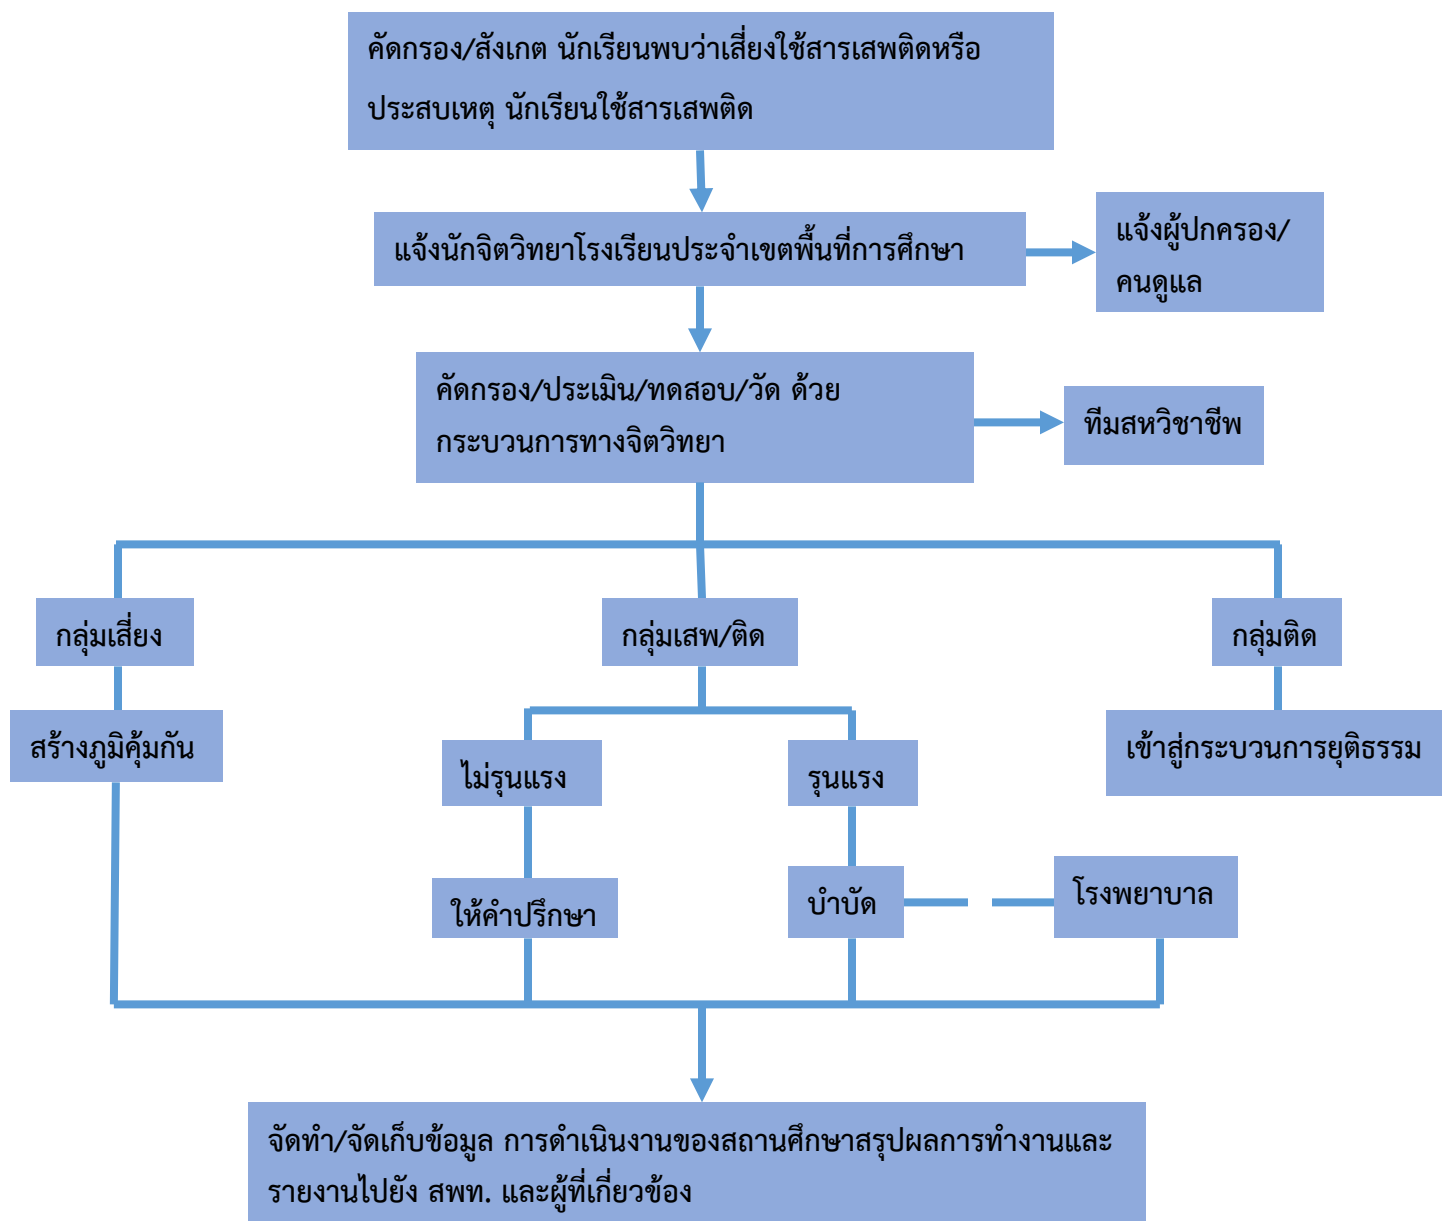 คัดกรอง/สังเกต นักเรียนพบว่าเสี่ยงใช้สารเสพติดหรือ
ประสบเหตุ นักเรียนใช้สารเสพติด
แจ้งนักจิตวิทยาโรงเรียนประจำเขตพื้นที่การศึกษา
แจ้งผู้ปกครอง/
คนดูแล
คัดกรอง/ประเมิน/ทดสอบ/วัด ด้วย
กระบวนการทางจิตวิทยา
ทีมสหวิชาชีพ
กลุ่มเสี่ยง
กลุ่มเสพ/ติด
กลุ่มติด
สร้างภูมิคุ้มกัน
ไม่รุนแรง
รุนแรง
เข้าสู่กระบวนการยุติธรรม
ให้คำปรึกษา
บำบัด
โรงพยาบาล
จัดทำ/จัดเก็บข้อมูล การดำเนินงานของสถานศึกษาสรุปผลการทำงานและ
รายงานไปยัง สพท. และผู้ที่เกี่ยวข้อง